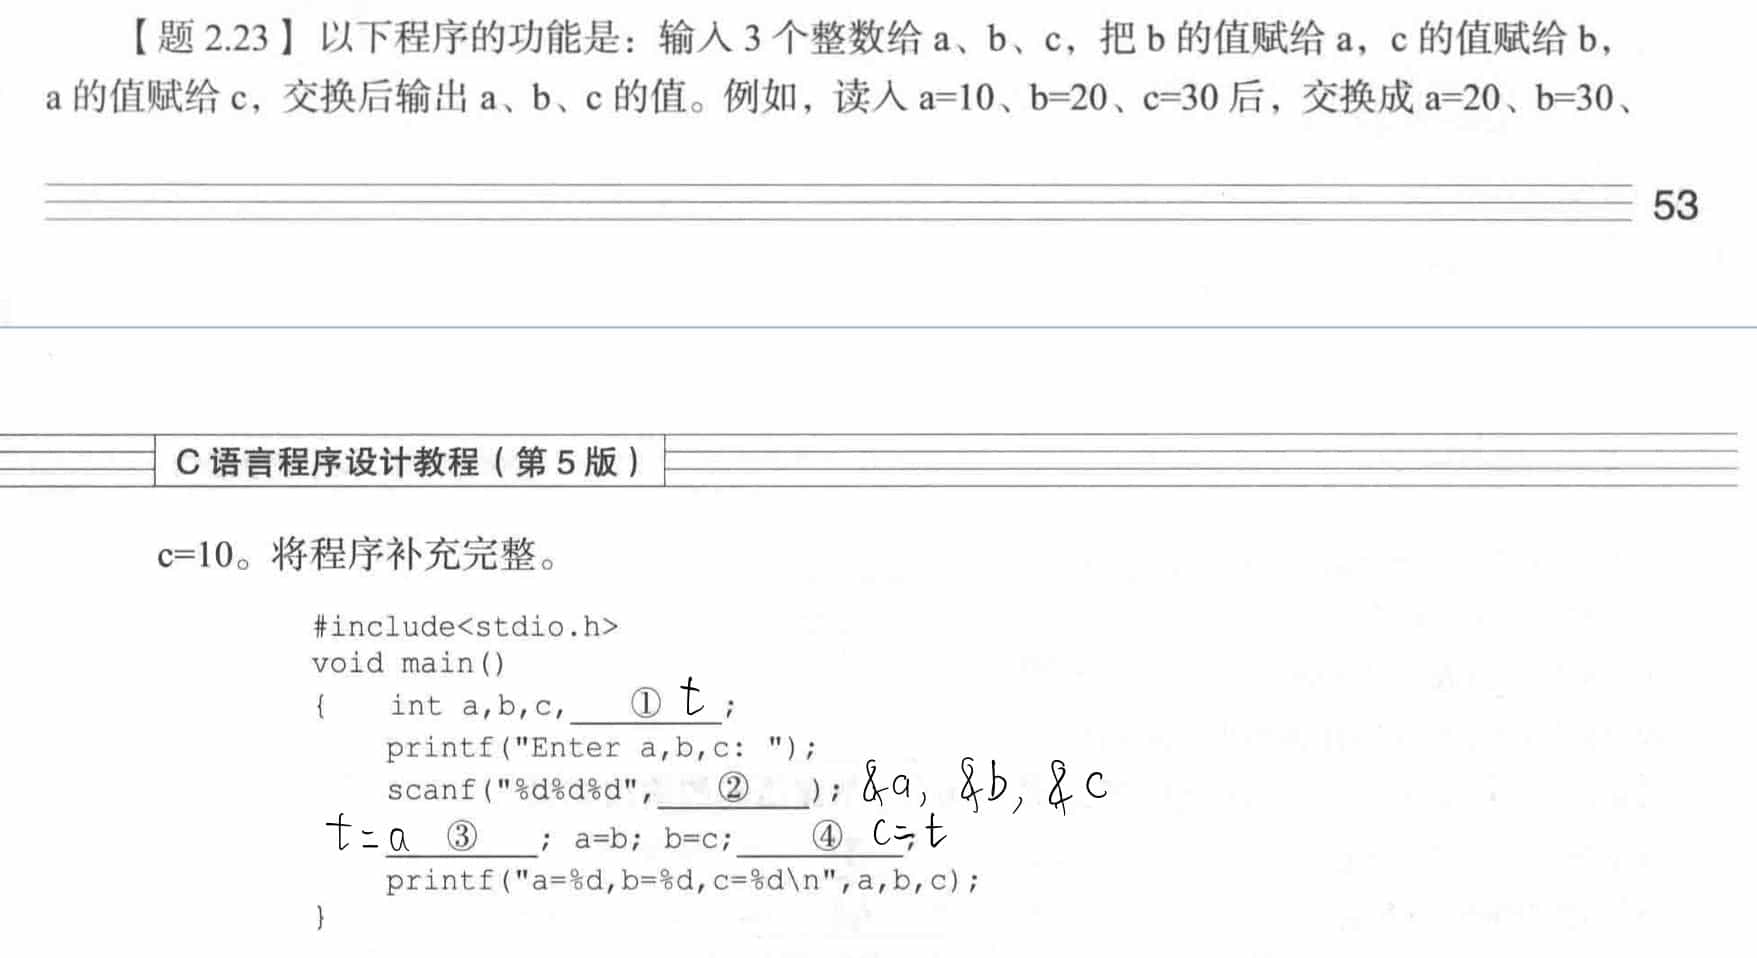 【题 2.23】 以下程序的功能是：输入 3 个整数给 a、b、c，把 b 的值赋给 a，c 的值赋给 b，
a 的值赋给 c，交换后输出 a、b、c 的值。例如，读入 a=10、b=20、c=30 后，交换成 a=20、b=30、
53
C 语言程序设计教程（第 5 版）
c=10。将程序补充完整。
#include<stdio.h>
void main()
{ int a,b,c, ① t ;
printf("Enter a,b,c: ");
scanf("%d%d%d", ② ); &a, &b, &c
t=a ③ ; a=b; b=c; ④ c=t ;
printf("a=%d,b=%d,c=%d\n",a,b,c);
}